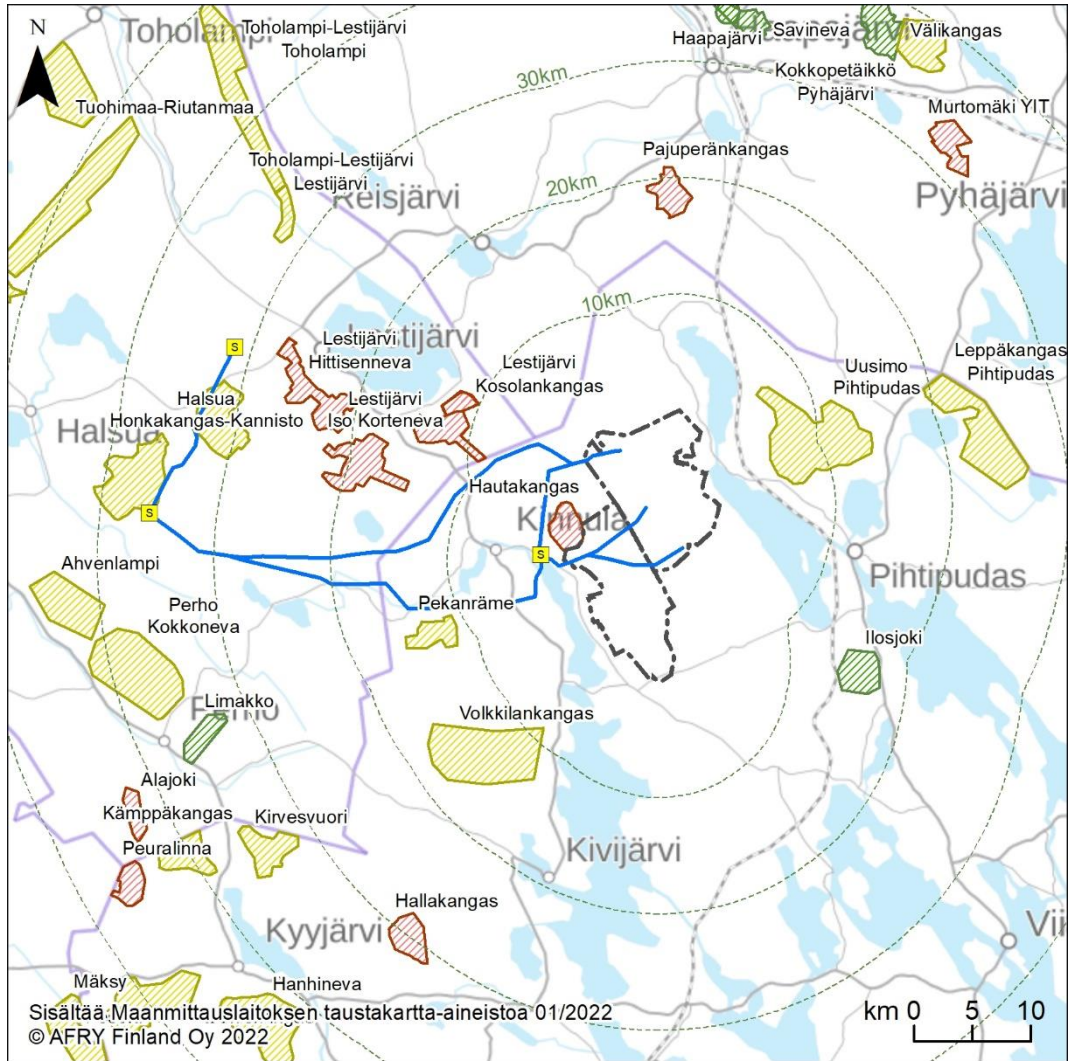 N
Toholampi
Toholampi-Lestijärvi
Toholampi
Tuohimaa-Riutanmaa
Toholampi-Lestijärvi
Lestijärvi
Reisjärvi
Haapajärvi
Haapajärvi
Savineva
Välikangas
Kokkopetäikkö
Pyhäjärvi
Murtomäki YIT
Pajuperänkangas
Pyhäjärvi
30km
20km
10km
S
Lestijärvi
Lestijärvi
Hittisenneva
Lestijärvi
Kosolankangas
Lestijärvi
Iso Korteneva
Halsua
Halsua
Honkakangas-Kannisto
S
Uusimo
Pihtipudas
Leppäkangas
Pihtipudas
Hautakangas
Kinnula
S
Pihtipudas
Ahvenlampi
Perho
Kokkoneva
Pekanräme
Ilosjoki
Limakko
Perho
Volkkilankangas
Alajoki
Kämppäkangas
Kirvesvuori
Peuralinna
Kivijärvi
Hallakangas
Kyyjärvi
Mäksy
Hanhineva
km 0 5 10
Sisältää Maanmittauslaitoksen taustakartta-aineistoa 01/2022
© AFRY Finland Oy 2022